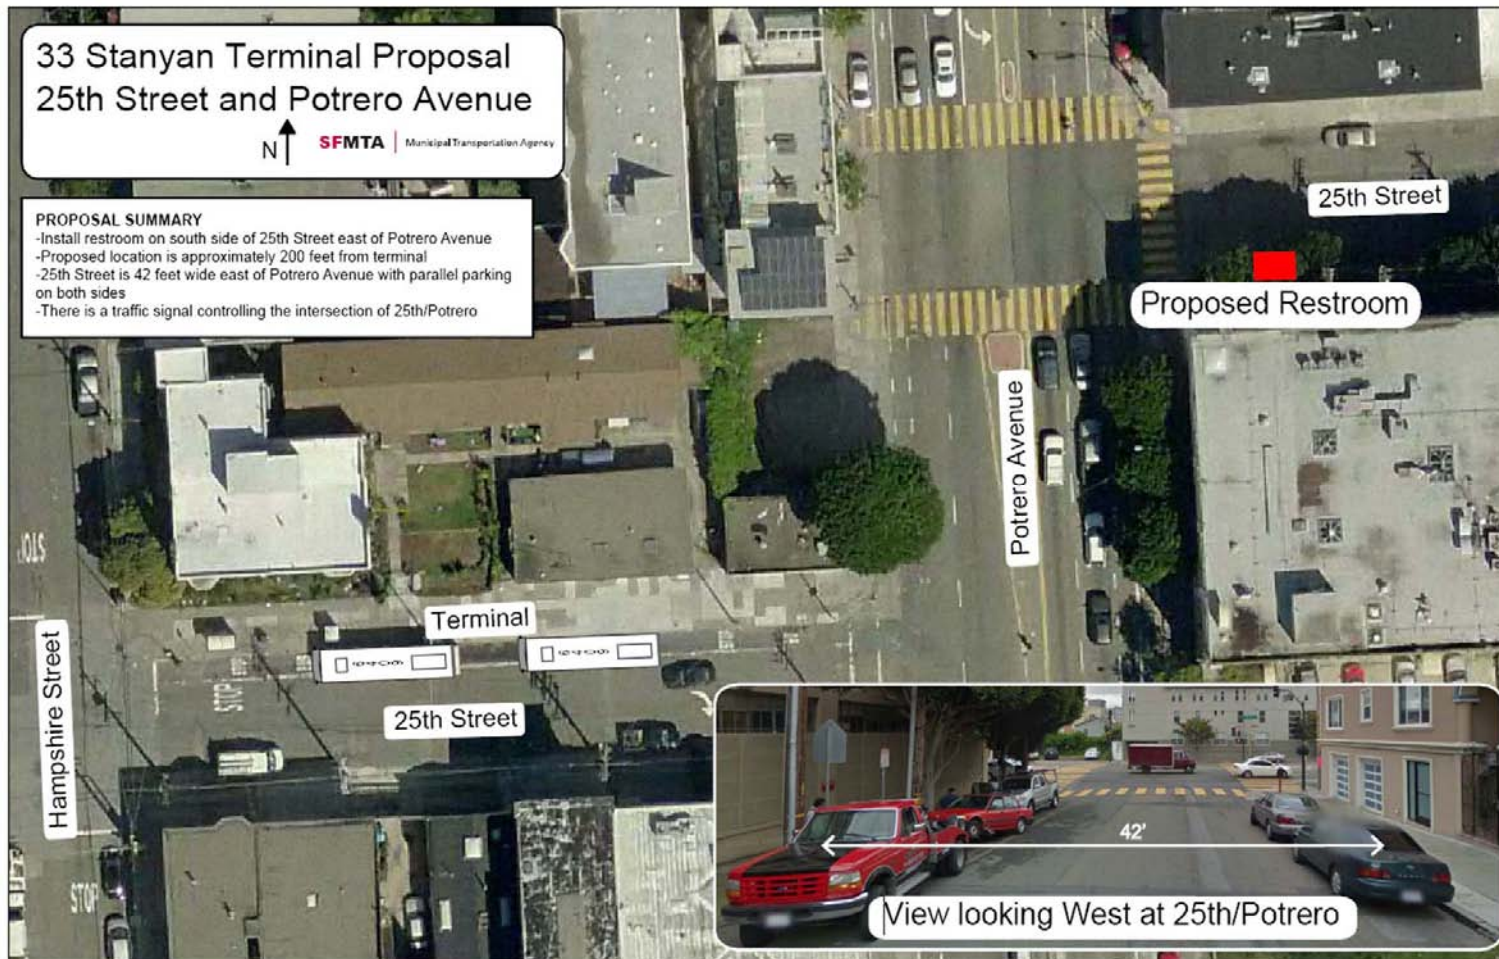 33 Stanyan Terminal Proposal
25th Street and Potrero Avenue
N
SFMTA | Municipal Transportation Agency
PROPOSAL SUMMARY
-Install restroom on south side of 25th Street east of Potrero Avenue
-Proposed location is approximately 200 feet from terminal
-25th Street is 42 feet wide east of Potrero Avenue with parallel parking
on both sides
-There is a traffic signal controlling the intersection of 25th/Potrero
25th Street
Proposed Restroom
Potrero Avenue
STOP
Terminal
STOP
25th Street
Hampshire Street
STOP
42'
View looking West at 25th/Potrero